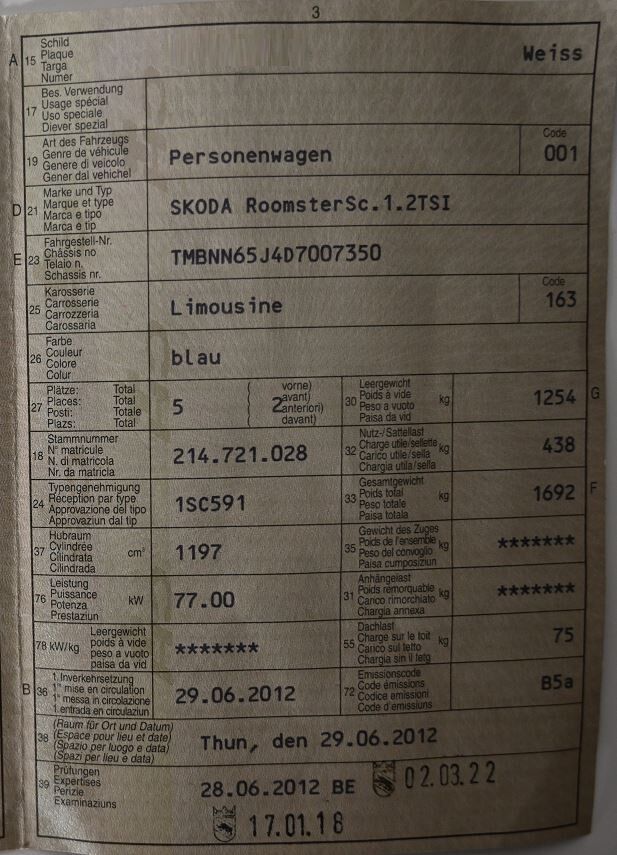 3
A 15 Schild
Plaque
Targa
Numer
Weiss
17 Bes. Verwendung
Usage spécial
Uso speciale
Diever spezial
19 Art des Fahrzeugs
Genre de véhicule
Genere di veicolo
Gener dal vehichel
Personenwagen
Code
001
D 21 Marke und Typ
Marque et type
Marca e tipo
Marca e tip
SKODA RoomsterSc.1.2TSI
E 23 Fahrgestell-Nr.
Châssis no
Telaio n.
Schassis nr.
TMBNN65J4D7007350
25 Karosserie
Carrosserie
Carrozzeria
Carossaria
Limousine
Code
163
26 Farbe
Couleur
Colore
Colur
blau
27 Plätze: Total
Places: Total
Posti: Totale
Plazs: Total
5
2
vorne)
avant)
anteriori)
davant)
30 Leergewicht
Poids à vide
Peso a vuoto
Paisa da vid
kg
1254 G
18 Stammnummer
N° matricule
N. di matricola
Nr. da matricla
214.721.028
32 Nutz-/Sattellast
Charge utile/sellette
Carico utile/sella
Chargia utila/sella
kg
438
24 Typengenehmigung
Réception par type
Approvazione del tipo
Approvaziun dal tip
1SC591
33 Gesamtgewicht
Poids total
Peso totale
Paisa totala
kg
1692 F
37 Hubraum
Cylindrée
Cilindrata
Cilindrada
cm³
1197
35 Gewicht des Zuges
Poids de l'ensemble
Peso del convoglio
Paisa cumposiziun
kg
*******
76 Leistung
Puissance
Potenza
Prestaziun
kW
77.00
31 Anhängelast
Poids remorquable
Carico rimorchiato
Chargia annexa
kg
*******
78 kW/kg Leergewicht
poids à vide
peso a vuoto
paisa da vid
*******
55 Dachlast
Charge sur le toit
Carico sul tetto
Chargia sin il tetg
kg
75
B 36 1. Inverkehrsetzung
1re mise en circulation
1a messa in circolazione
1. entrada en circulaziun
29.06.2012
72 Emissionscode
Code émissions
Codice emissioni
Code d'emissiuns
B5a
38 (Raum für Ort und Datum)
(Espace pour lieu et date)
(Spazio per luogo e data)
(Spazi per lieu e data)
Thun, den 29.06.2012
39 Prüfungen
Expertises
Perizie
Examinaziuns
28.06.2012 BE 02.03.22
17.01.18